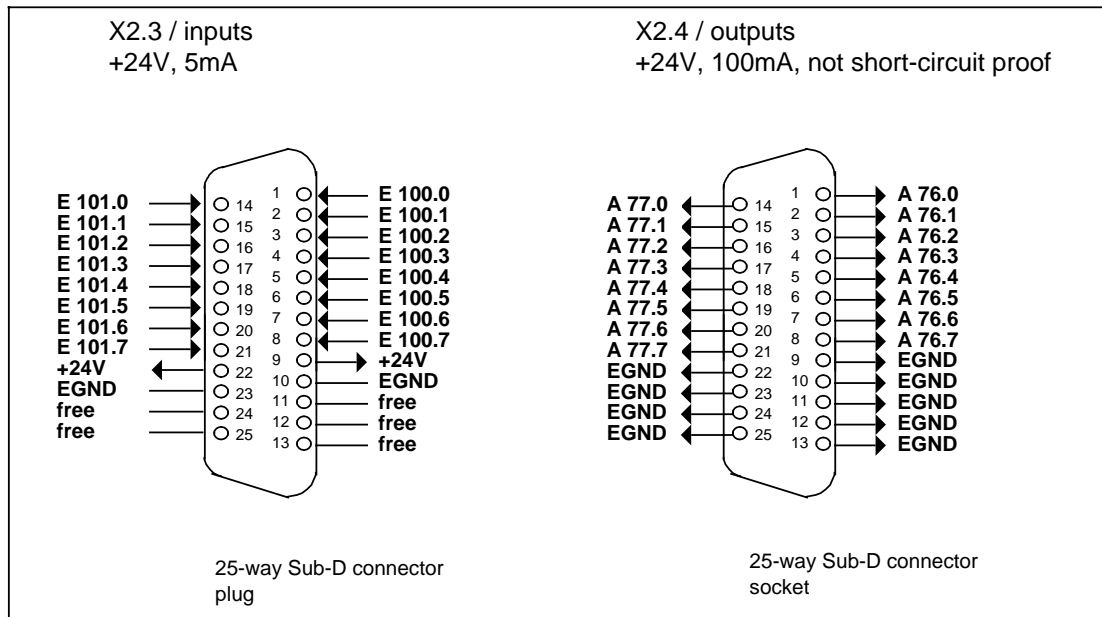 X2.3 / inputs
+24V, 5mA
E 101.0
E 101.1
E 101.2
E 101.3
E 101.4
E 101.5
E 101.6
E 101.7
+24V
EGND
free
free
14
15
16
17
18
19
20
21
22
23
24
25
1
2
3
4
5
6
7
8
9
10
11
12
13
E 100.0
E 100.1
E 100.2
E 100.3
E 100.4
E 100.5
E 100.6
E 100.7
+24V
EGND
free
free
free
25-way Sub-D connector
plug
X2.4 / outputs
+24V, 100mA, not short-circuit proof
A 77.0
A 77.1
A 77.2
A 77.3
A 77.4
A 77.5
A 77.6
A 77.7
EGND
EGND
EGND
EGND
14
15
16
17
18
19
20
21
22
23
24
25
1
2
3
4
5
6
7
8
9
10
11
12
13
A 76.0
A 76.1
A 76.2
A 76.3
A 76.4
A 76.5
A 76.6
A 76.7
EGND
EGND
EGND
EGND
EGND
25-way Sub-D connector
socket